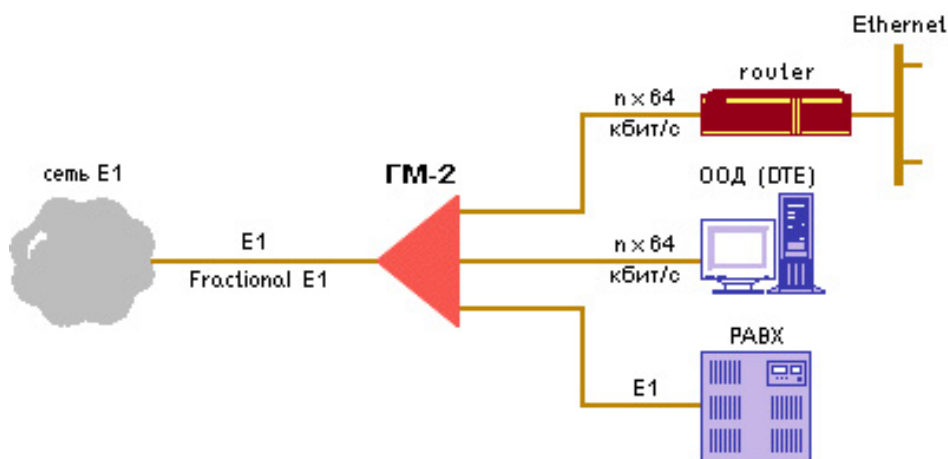 Ethernet
router
n x 64
кбит/с
сеть E1
ГМ-2
ООД (DTE)
E1
Fractional E1
n x 64
кбит/с
PABX
E1